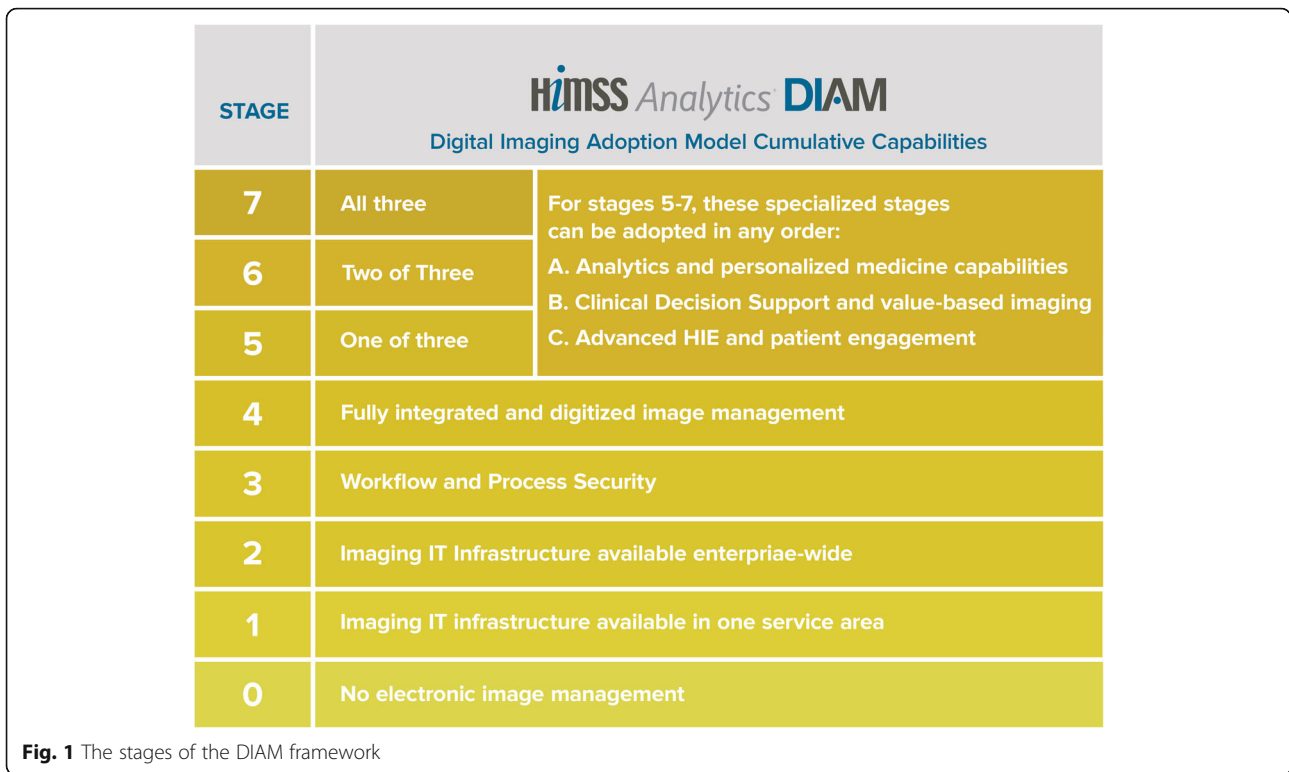 STAGE
HiMSS Analytics DIAM
Digital Imaging Adoption Model Cumulative Capabilities
7
All three
6
Two of Three
5
One of three
For stages 5-7, these specialized stages
can be adopted in any order:
A. Analytics and personalized medicine capabilities
B. Clinical Decision Support and value-based imaging
C. Advanced HIE and patient engagement
4
Fully integrated and digitized image management
3
Workflow and Process Security
2
Imaging IT Infrastructure available enterpriae-wide
1
Imaging IT infrastructure available in one service area
0
No electronic image management
Fig. 1 The stages of the DIAM framework